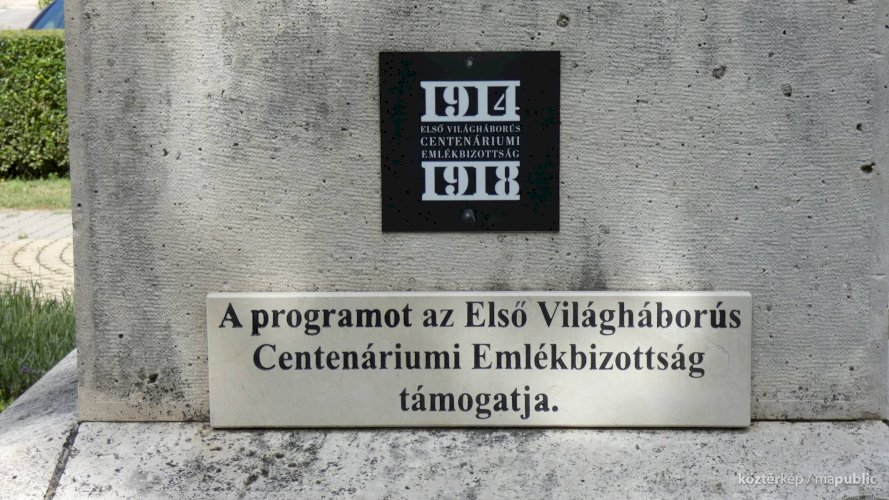 1914
ELSŐ VILÁGHÁBORÚS
CENTENÁRIUMI
EMLÉKBIZOTTSÁG
1918
A programot az Első Világháborús
Centenáriumi Emlékbizottság
támogatja.
köztérkép / mapublic